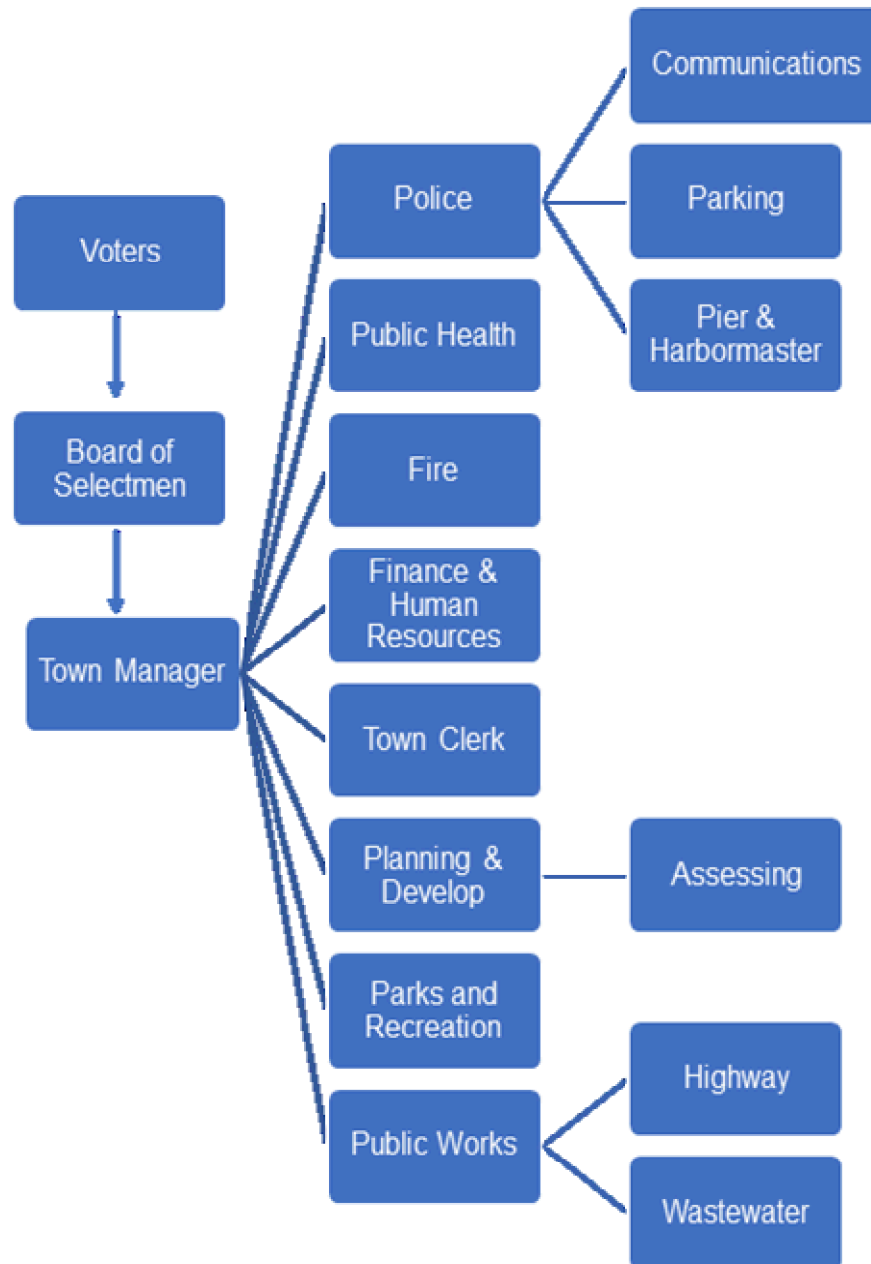 Communications
Police
Parking
Voters
Public Health
Pier &
Harbormaster
Board of
Selectmen
Fire
Finance &
Human
Resources
Town Manager
Town Clerk
Planning &
Develop
Assessing
Parks and
Recreation
Highway
Public Works
Wastewater